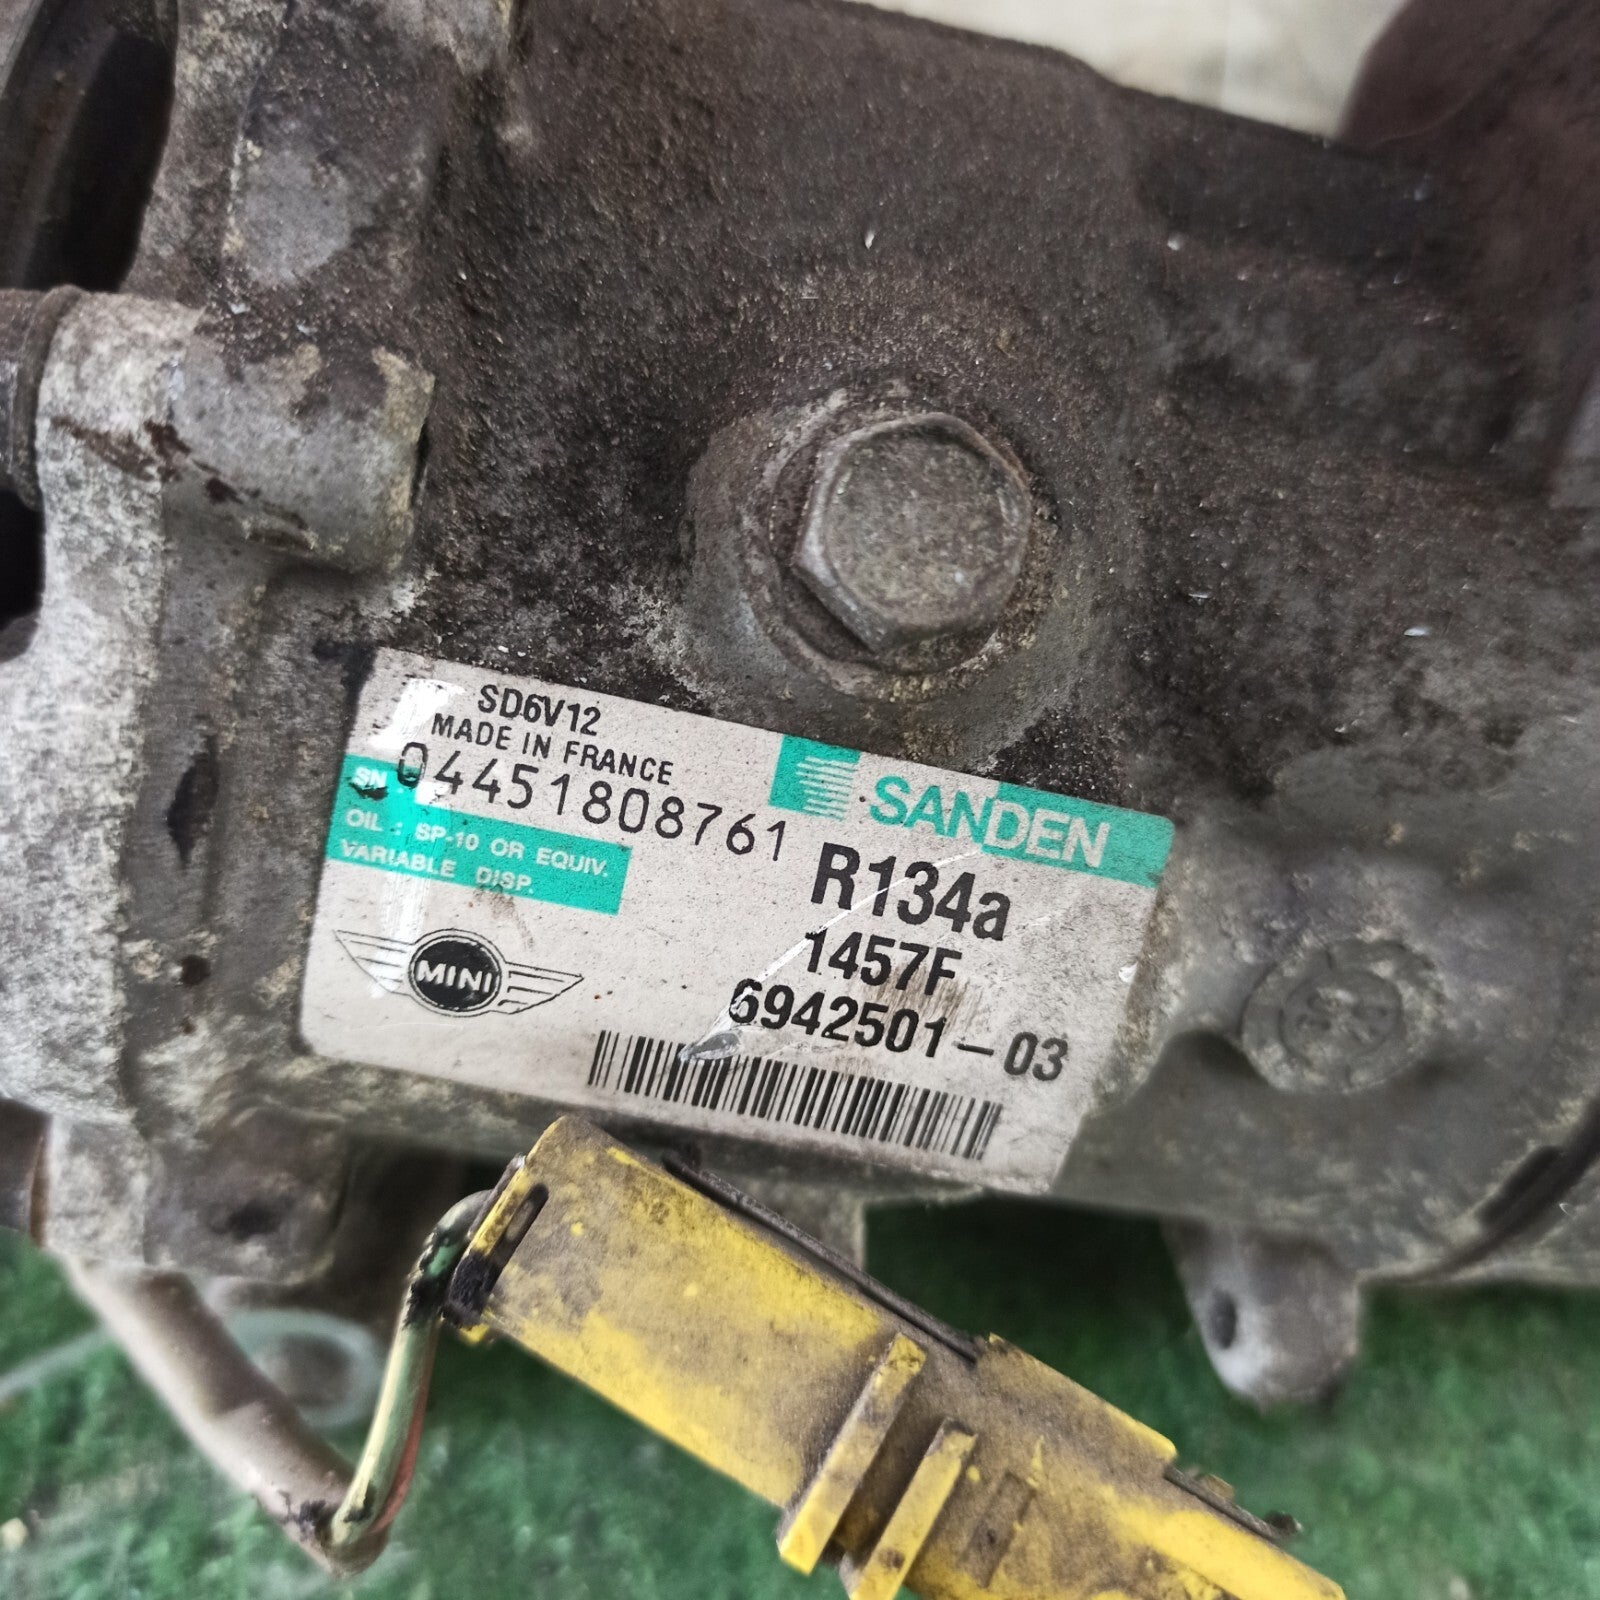 SD6V12
MADE IN FRANCE
SN 04451808761
OIL : SP-10 OR EQUIV.
VARIABLE DISP.
SANDEN
R134a
1457F
6942501-03
MINI